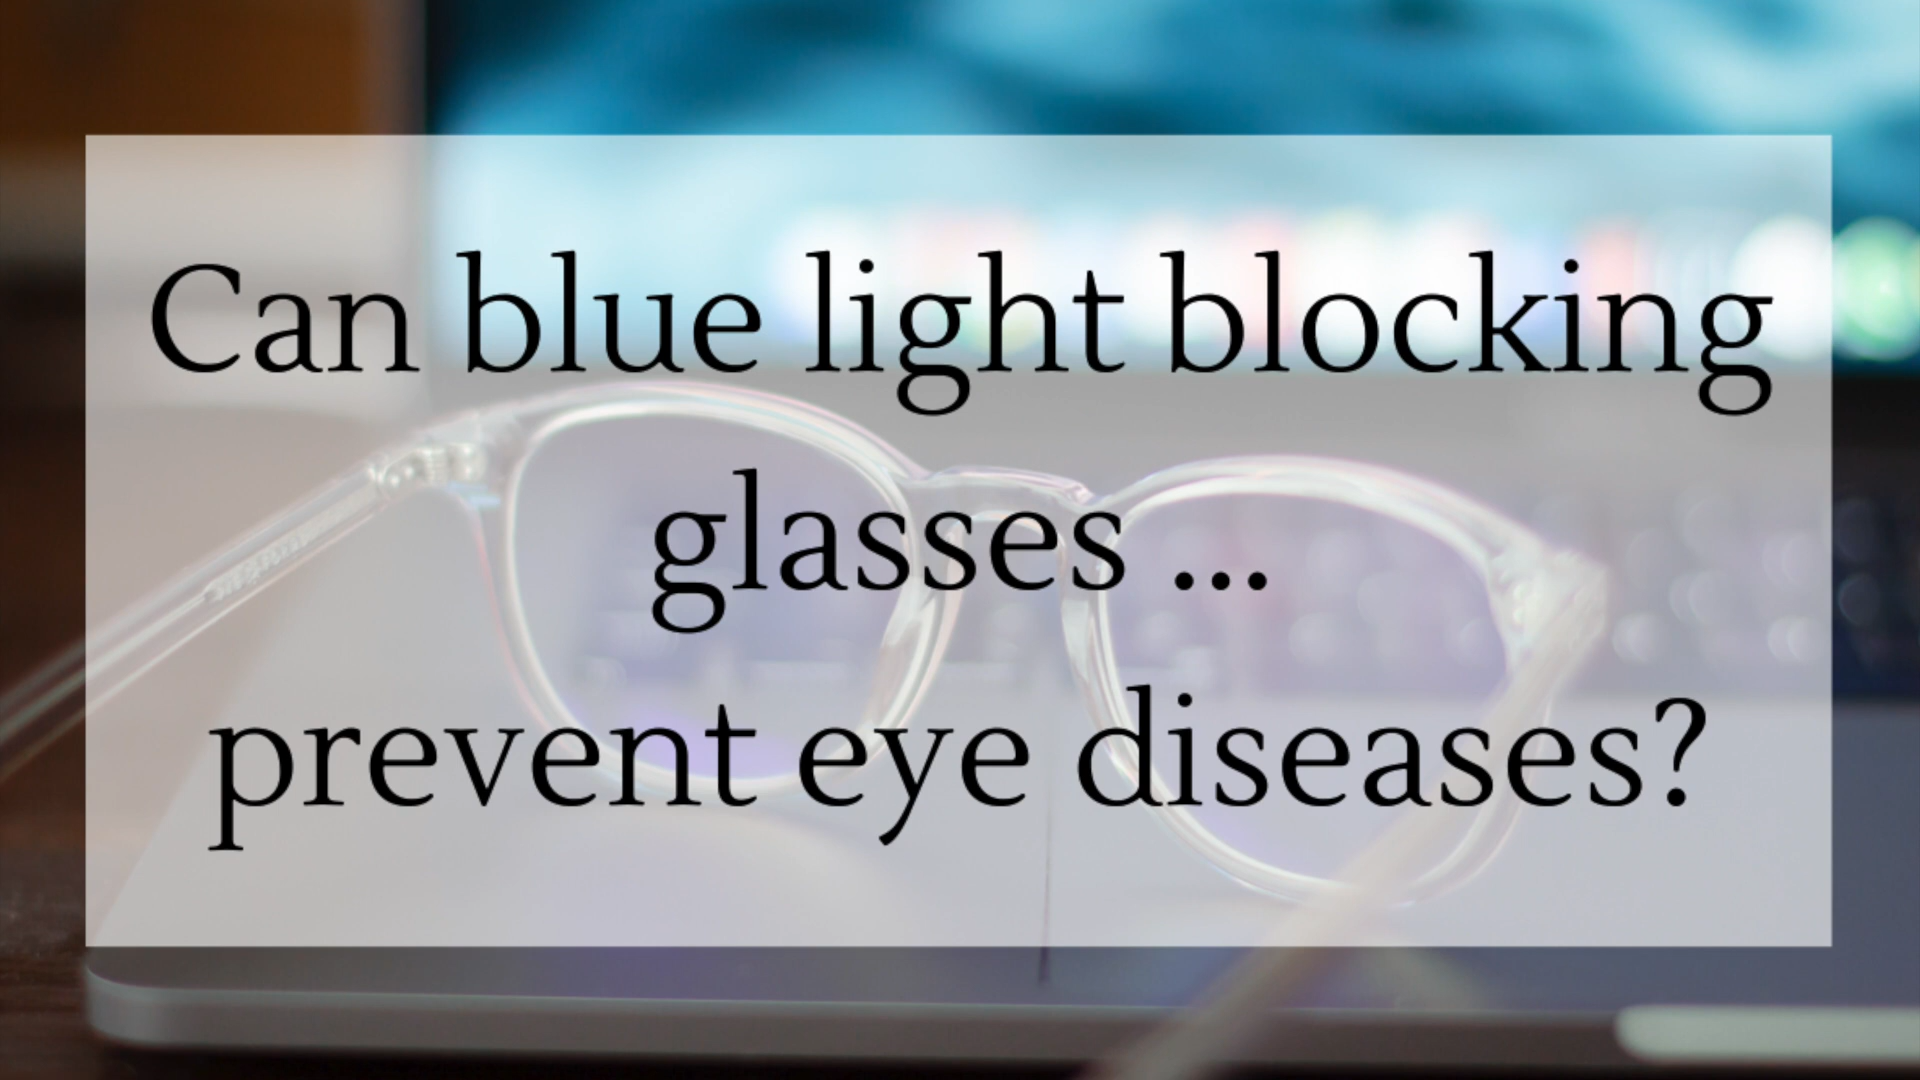 Can blue light blocking
glasses ...
prevent eye diseases?